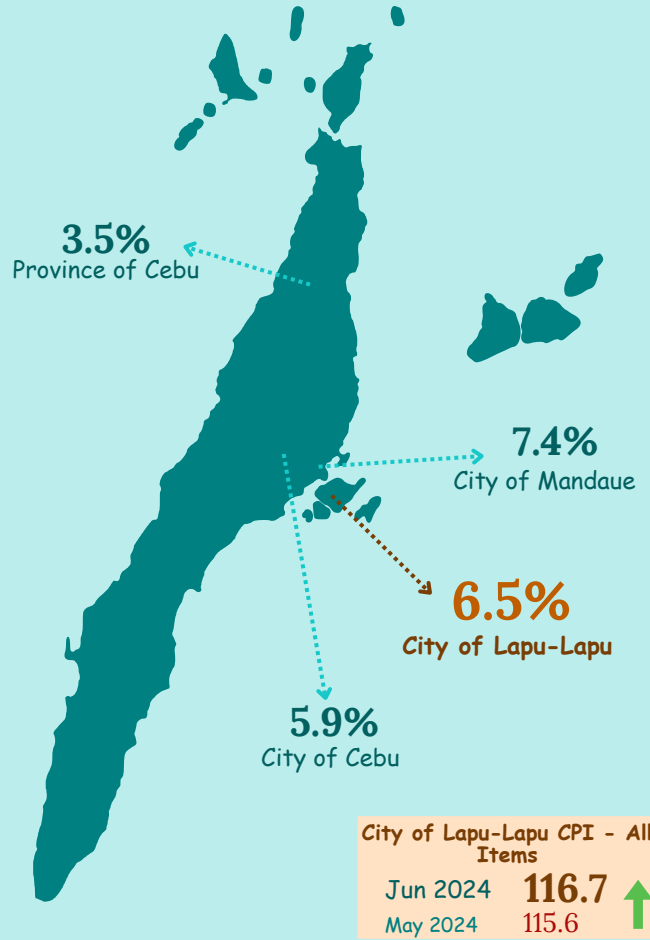 3.5%
Province of Cebu
7.4%
City of Mandaue
6.5%
City of Lapu-Lapu
5.9%
City of Cebu
City of Lapu-Lapu CPI - All
Items
Jun 2024 116.7
May 2024 115.6